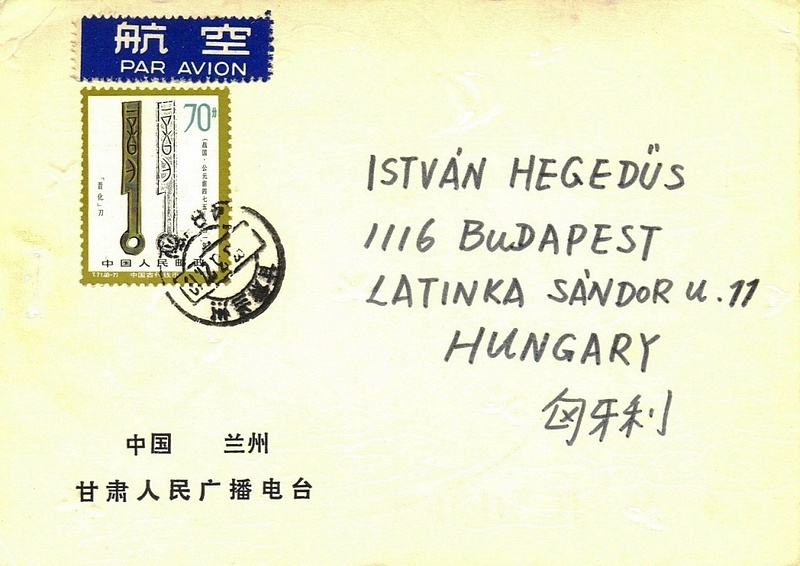 航空
PAR AVION
70分
「晋化」刀
中国人民邮政
ISTVÁN HEGEDŰS
1116 BUDAPEST
LATINKA SÁNDOR U. 11
HUNGARY
匈牙利
中国 兰州
甘肃人民广播电台